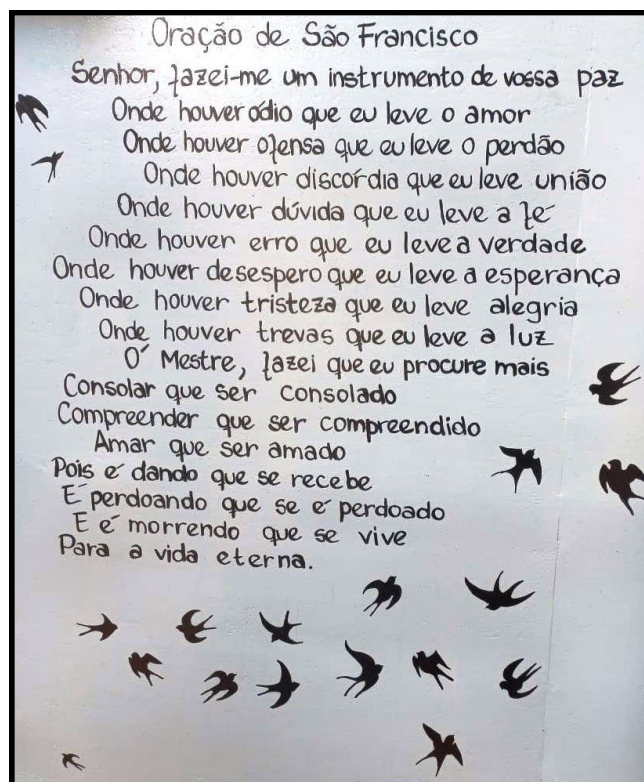 Oração de São Francisco
Senhor, fazei-me um instrumento de vossa paz
Onde houver ódio que eu leve o amor
Onde houver ofensa que eu leve o perdão
Onde houver discórdia que eu leve união
Onde houver dúvida que eu leve a fé
Onde houver erro que eu leve a verdade
Onde houver desespero que eu leve a esperança
Onde houver tristeza que eu leve alegria
Onde houver trevas que eu leve a luz
Ó Mestre, fazei que eu procure mais
Consolar que ser consolado
Compreender que ser compreendido
Amar que ser amado
Pois é dando que se recebe
É perdoando que se é perdoado
E é morrendo que se vive
Para a vida eterna.